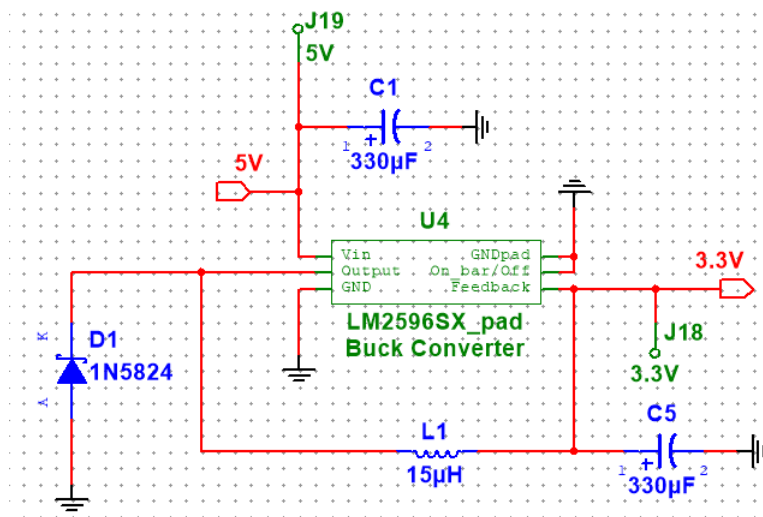 J19
5V
C1
1
+
2
330µF
5V
U4
Vin
GNDpad
Output
On_bar/Off
GND
Feedback
3.3V
LM2596SX_pad
Buck Converter
J18
3.3V
K
D1
1N5824
A
L1
15µH
C5
1
+
2
330µF